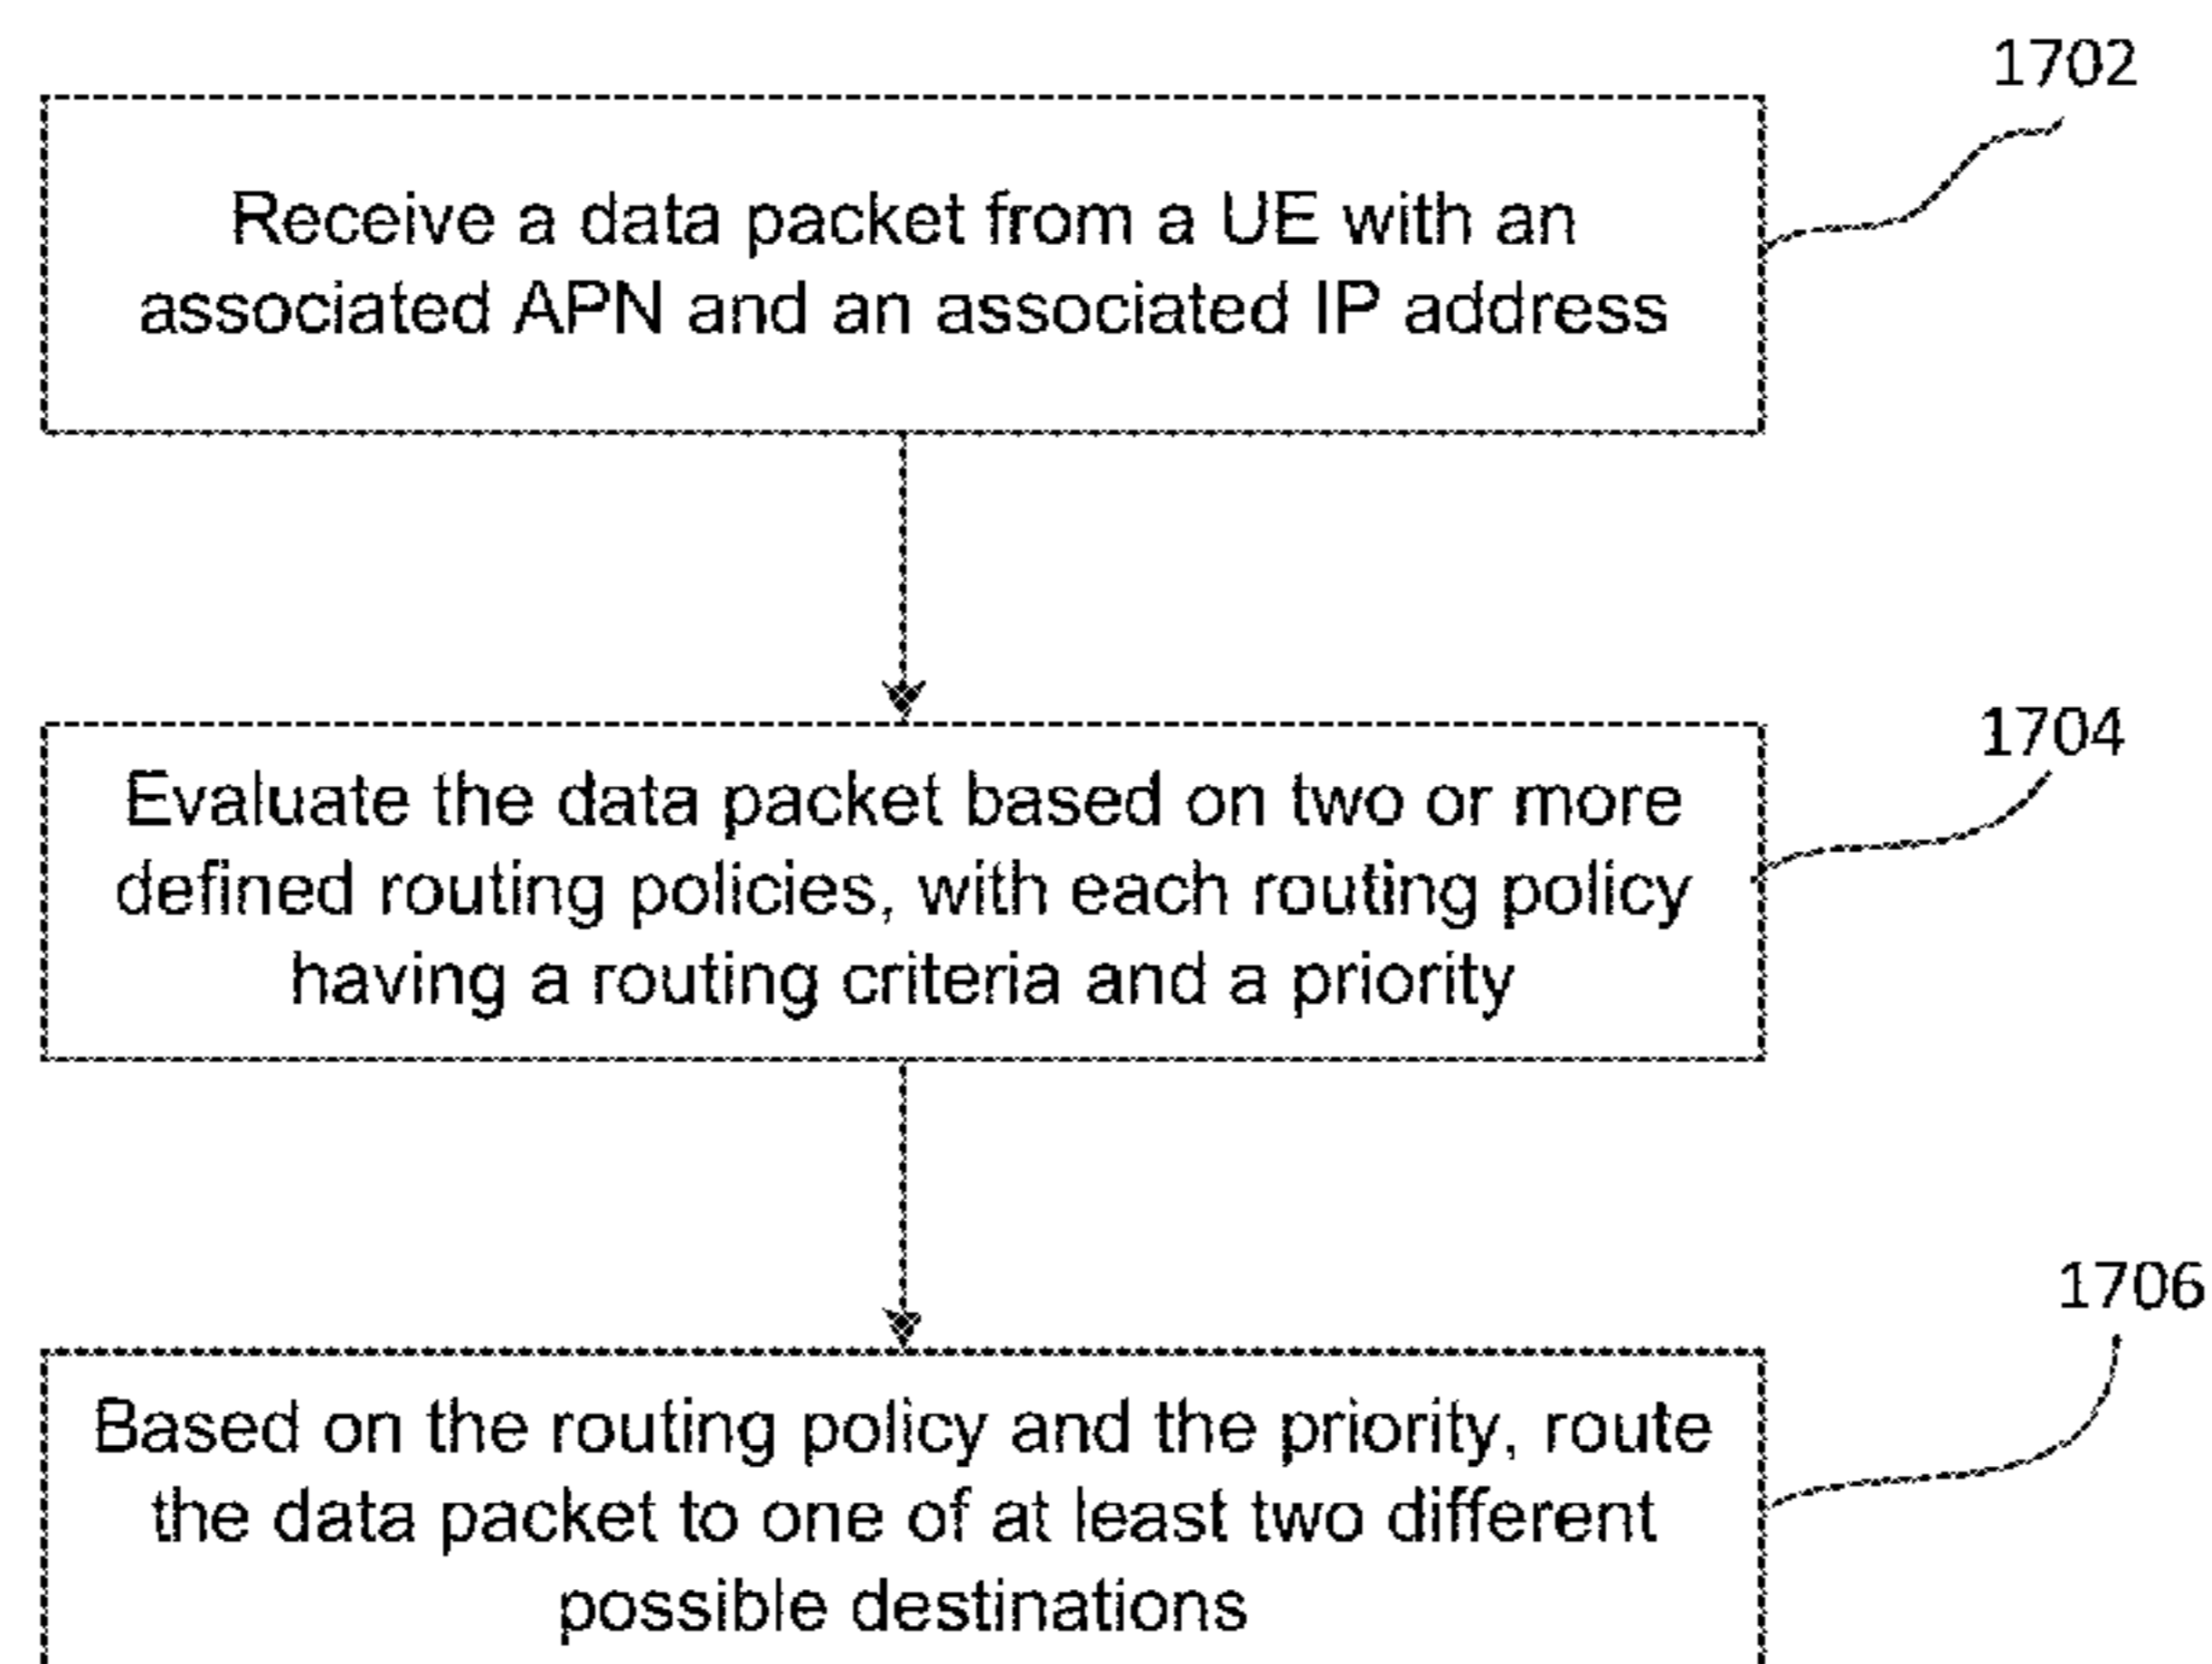 1702
Receive a data packet from a UE with an
associated APN and an associated IP address
1704
Evaluate the data packet based on two or more
defined routing policies, with each routing policy
having a routing criteria and a priority
1706
Based on the routing policy and the priority, route
the data packet to one of at least two different
possible destinations